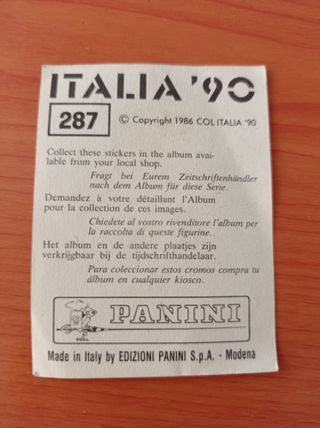 ITALIA '90
287
© Copyright 1986 COL ITALIA '90
Collect these stickers in the album avai-
lable from your local shop.
Fragt bei Eurem Zeitschriftenhändler
nach dem Album für diese Serie.
Demandez à votre détaillant l'Album
pour la collection de ces images.
Chiedete al vostro rivenditore l'album per
la raccolta di queste figurine.
Het album en de andere plaatjes zijn
verkrijgbaar bij de tijdschrifthandelaar.
Para coleccionar estos cromos compra tu
álbum en cualquier kiosco.
PANINI
Made in Italy by EDIZIONI PANINI S.p.A. - Modena